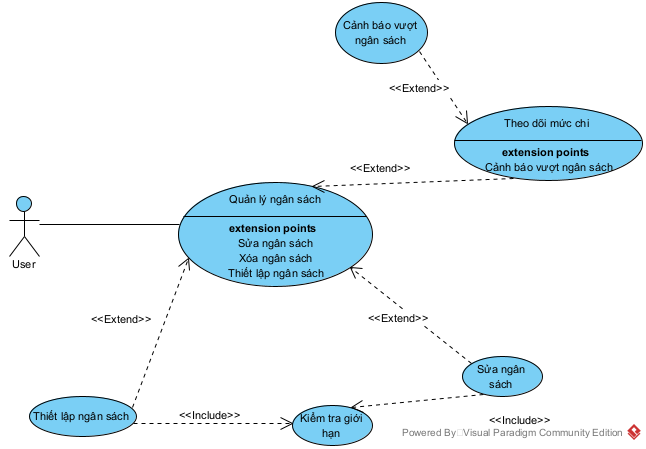 Cảnh báo vượt
ngân sách
<<Extend>>
Theo dõi mức chi
extension points
Cảnh báo vượt ngân sách
<<Extend>>
Quản lý ngân sách
extension points
Sửa ngân sách
Xóa ngân sách
Thiết lập ngân sách
User
<<Extend>>
<<Extend>>
Sửa ngân
sách
Thiết lập ngân sách
<<Include>>
Kiểm tra giới
hạn
<<Include>>
Powered By Visual Paradigm Community Edition